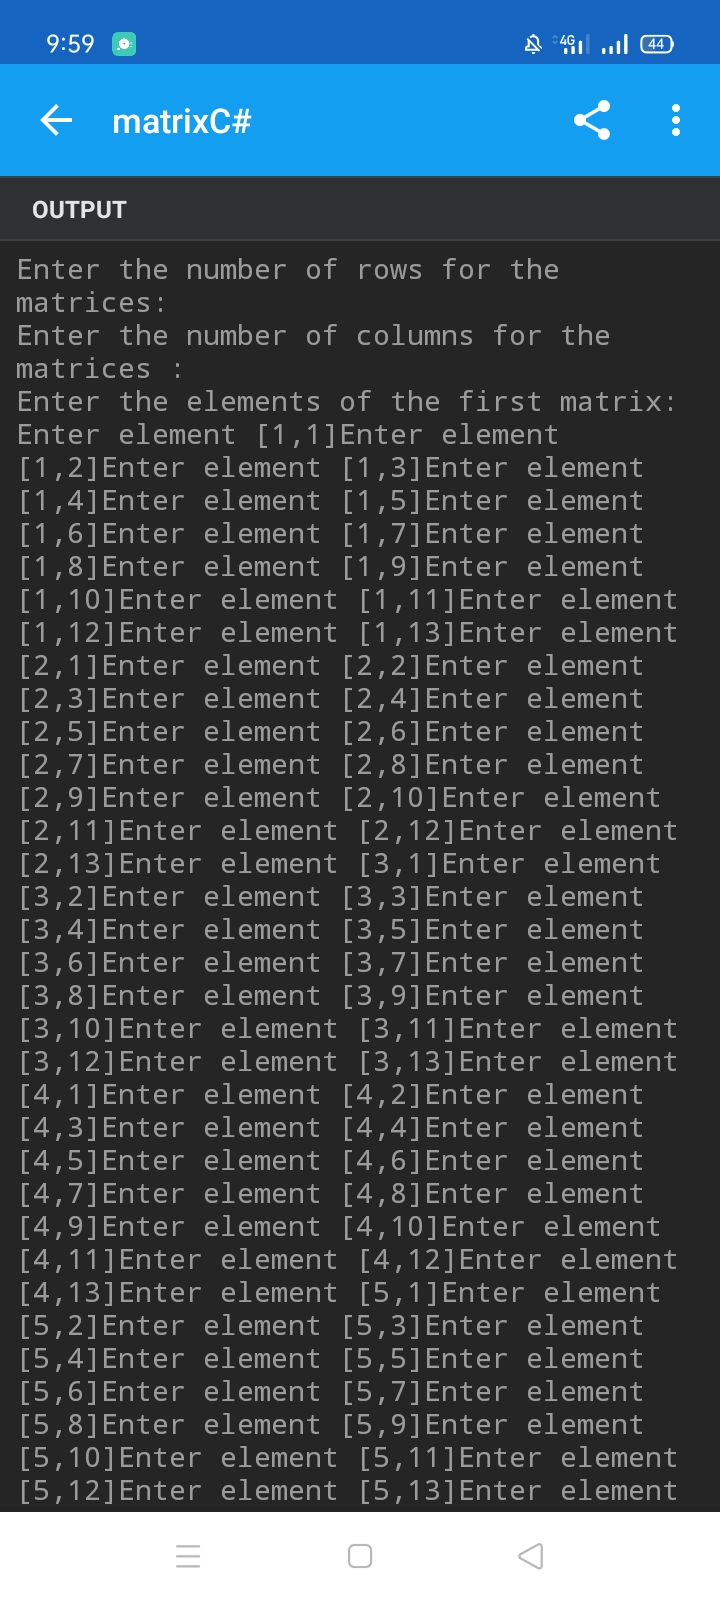 9:59
4G
44
matrixC#
OUTPUT
Enter the number of rows for the
matrices:
Enter the number of columns for the
matrices :
Enter the elements of the first matrix:
Enter element [1,1]Enter element
[1,2]Enter element [1,3]Enter element
[1,4]Enter element [1,5]Enter element
[1,6]Enter element [1,7]Enter element
[1,8]Enter element [1,9]Enter element
[1,10]Enter element [1,11]Enter element
[1,12]Enter element [1,13]Enter element
[2,1]Enter element [2,2]Enter element
[2,3]Enter element [2,4]Enter element
[2,5]Enter element [2,6]Enter element
[2,7]Enter element [2,8]Enter element
[2,9]Enter element [2,10]Enter element
[2,11]Enter element [2,12]Enter element
[2,13]Enter element [3,1]Enter element
[3,2]Enter element [3,3]Enter element
[3,4]Enter element [3,5]Enter element
[3,6]Enter element [3,7]Enter element
[3,8]Enter element [3,9]Enter element
[3,10]Enter element [3,11]Enter element
[3,12]Enter element [3,13]Enter element
[4,1]Enter element [4,2]Enter element
[4,3]Enter element [4,4]Enter element
[4,5]Enter element [4,6]Enter element
[4,7]Enter element [4,8]Enter element
[4,9]Enter element [4,10]Enter element
[4,11]Enter element [4,12]Enter element
[4,13]Enter element [5,1]Enter element
[5,2]Enter element [5,3]Enter element
[5,4]Enter element [5,5]Enter element
[5,6]Enter element [5,7]Enter element
[5,8]Enter element [5,9]Enter element
[5,10]Enter element [5,11]Enter element
[5,12]Enter element [5,13]Enter element